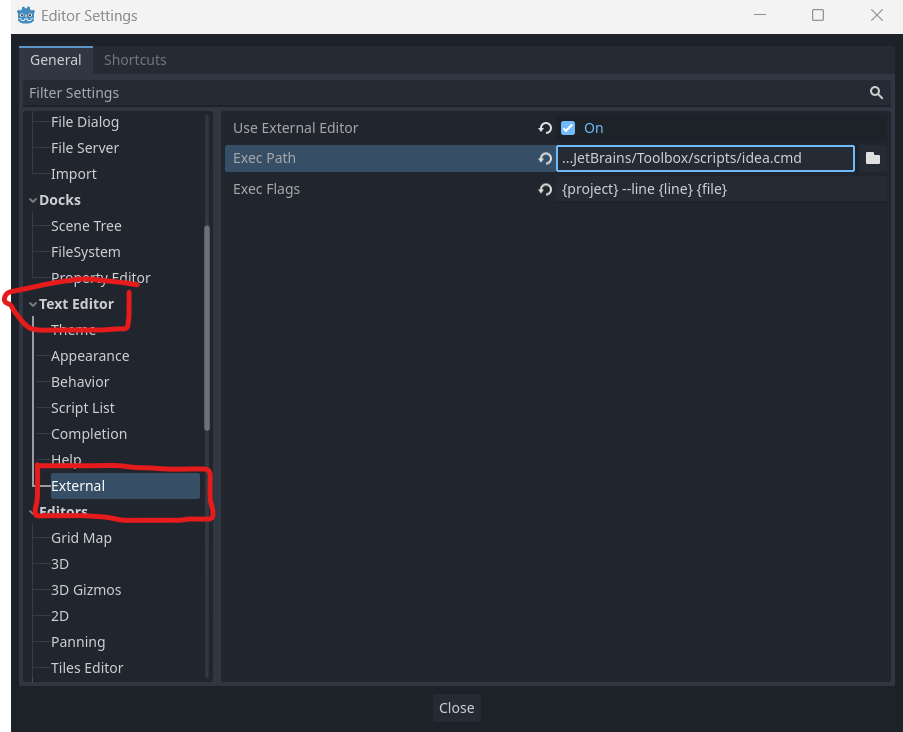 Editor Settings
General Shortcuts
Filter Settings
File Dialog
File Server
Import
Docks
Scene Tree
FileSystem
Property Editor
Text Editor
Theme
Appearance
Behavior
Script List
Completion
Help
External
Editors
Grid Map
3D
3D Gizmos
2D
Panning
Tiles Editor
Use External Editor On
Exec Path ...JetBrains/Toolbox/scripts/idea.cmd
Exec Flags {project} --line {line} {file}
Close